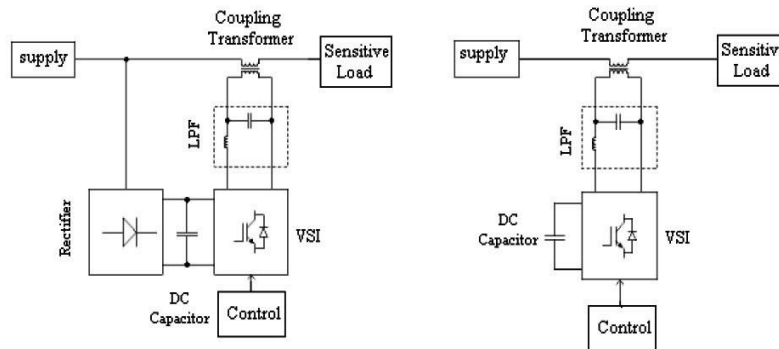 Coupling
Transformer
supply
Sensitive
Load
LPF
Rectifier
VSI
DC
Capacitor
Control
Coupling
Transformer
supply
Sensitive
Load
LPF
DC
Capacitor
VSI
Control